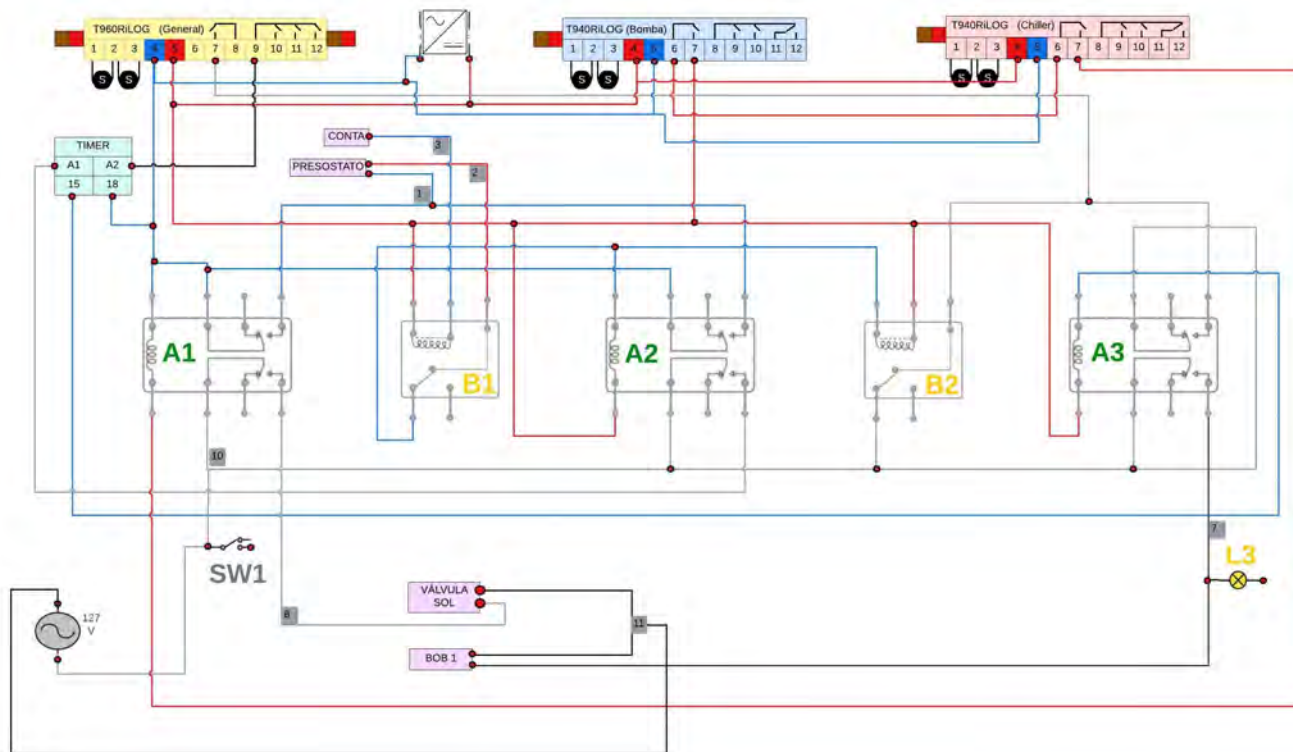 T960RiLOG (General)
1 2 3 4 5 6 7 8 9 10 11 12
S S
T940RiLOG (Bomba)
1 2 3 4 5 6 7 8 9 10 11 12
S S
T940RiLOG (Chiller)
1 2 3 4 5 6 7 8 9 10 11 12
S S
TIMER
A1 A2
15 18
CONTA
3
PRESOSTATO
2
1
A1
B1
A2
B2
A3
10
SW1
7
L3
127
V
VÁLVULA
SOL
8
11
BOB 1